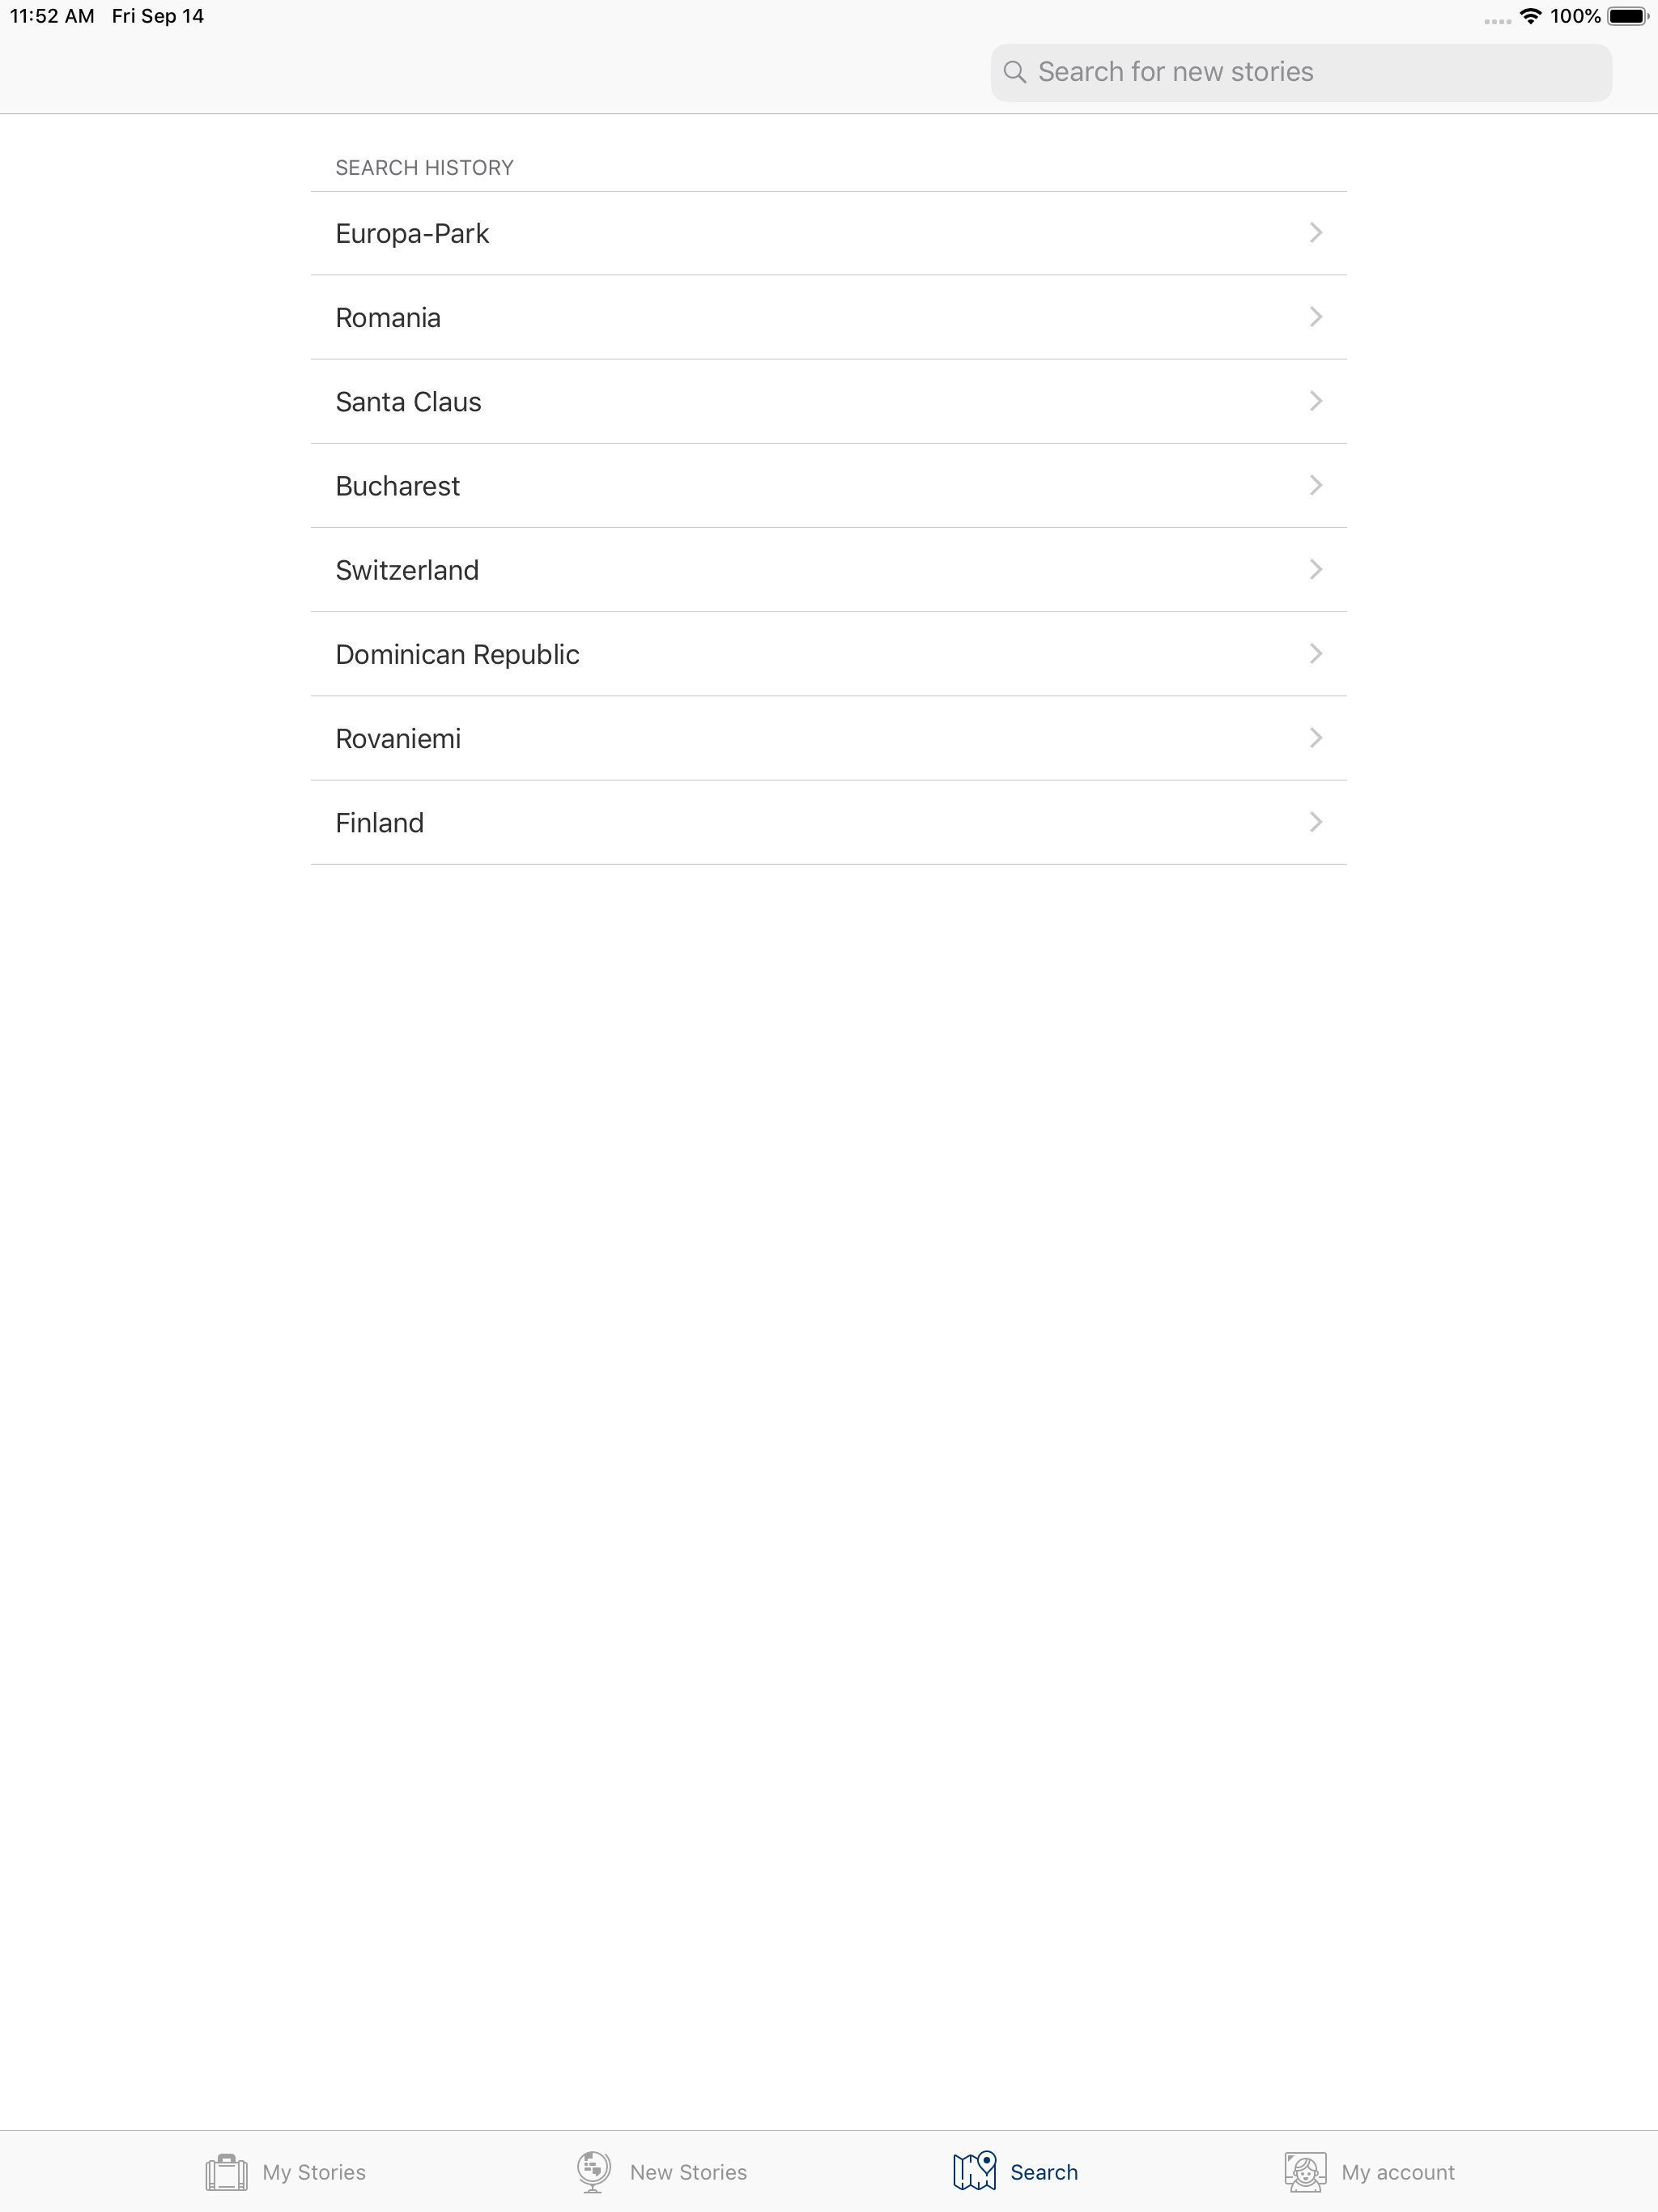 11:52 AM Fri Sep 14 100%
Search for new stories
SEARCH HISTORY
Europa-Park
Romania
Santa Claus
Bucharest
Switzerland
Dominican Republic
Rovaniemi
Finland
My Stories New Stories Search My account